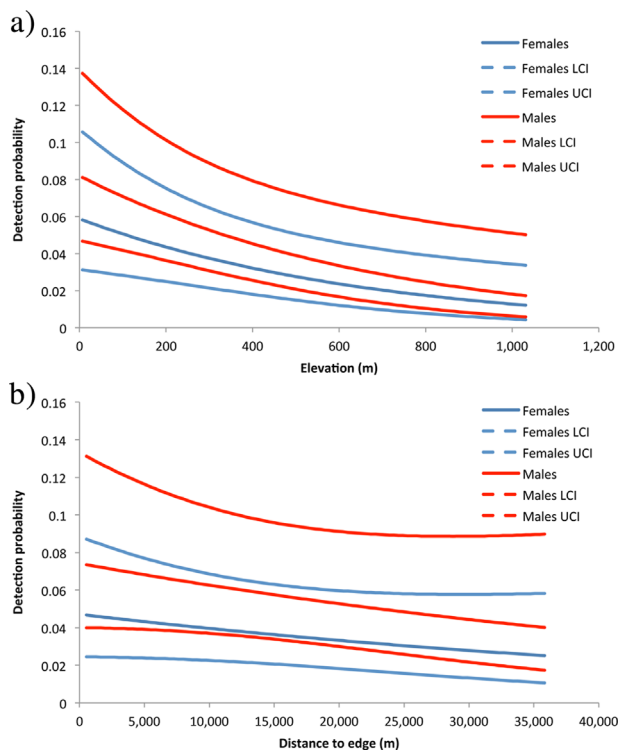 a)
0.16
0.14
0.12
0.1
0.08
0.06
0.04
0.02
0
Detection probability
0 200 400 600 800 1,000 1,200
Elevation (m)
Females
Females LCI
Females UCI
Males
Males LCI
Males UCI
b)
0.16
0.14
0.12
0.1
0.08
0.06
0.04
0.02
0
Detection probability
0 5,000 10,000 15,000 20,000 25,000 30,000 35,000 40,000
Distance to edge (m)
Females
Females LCI
Females UCI
Males
Males LCI
Males UCI